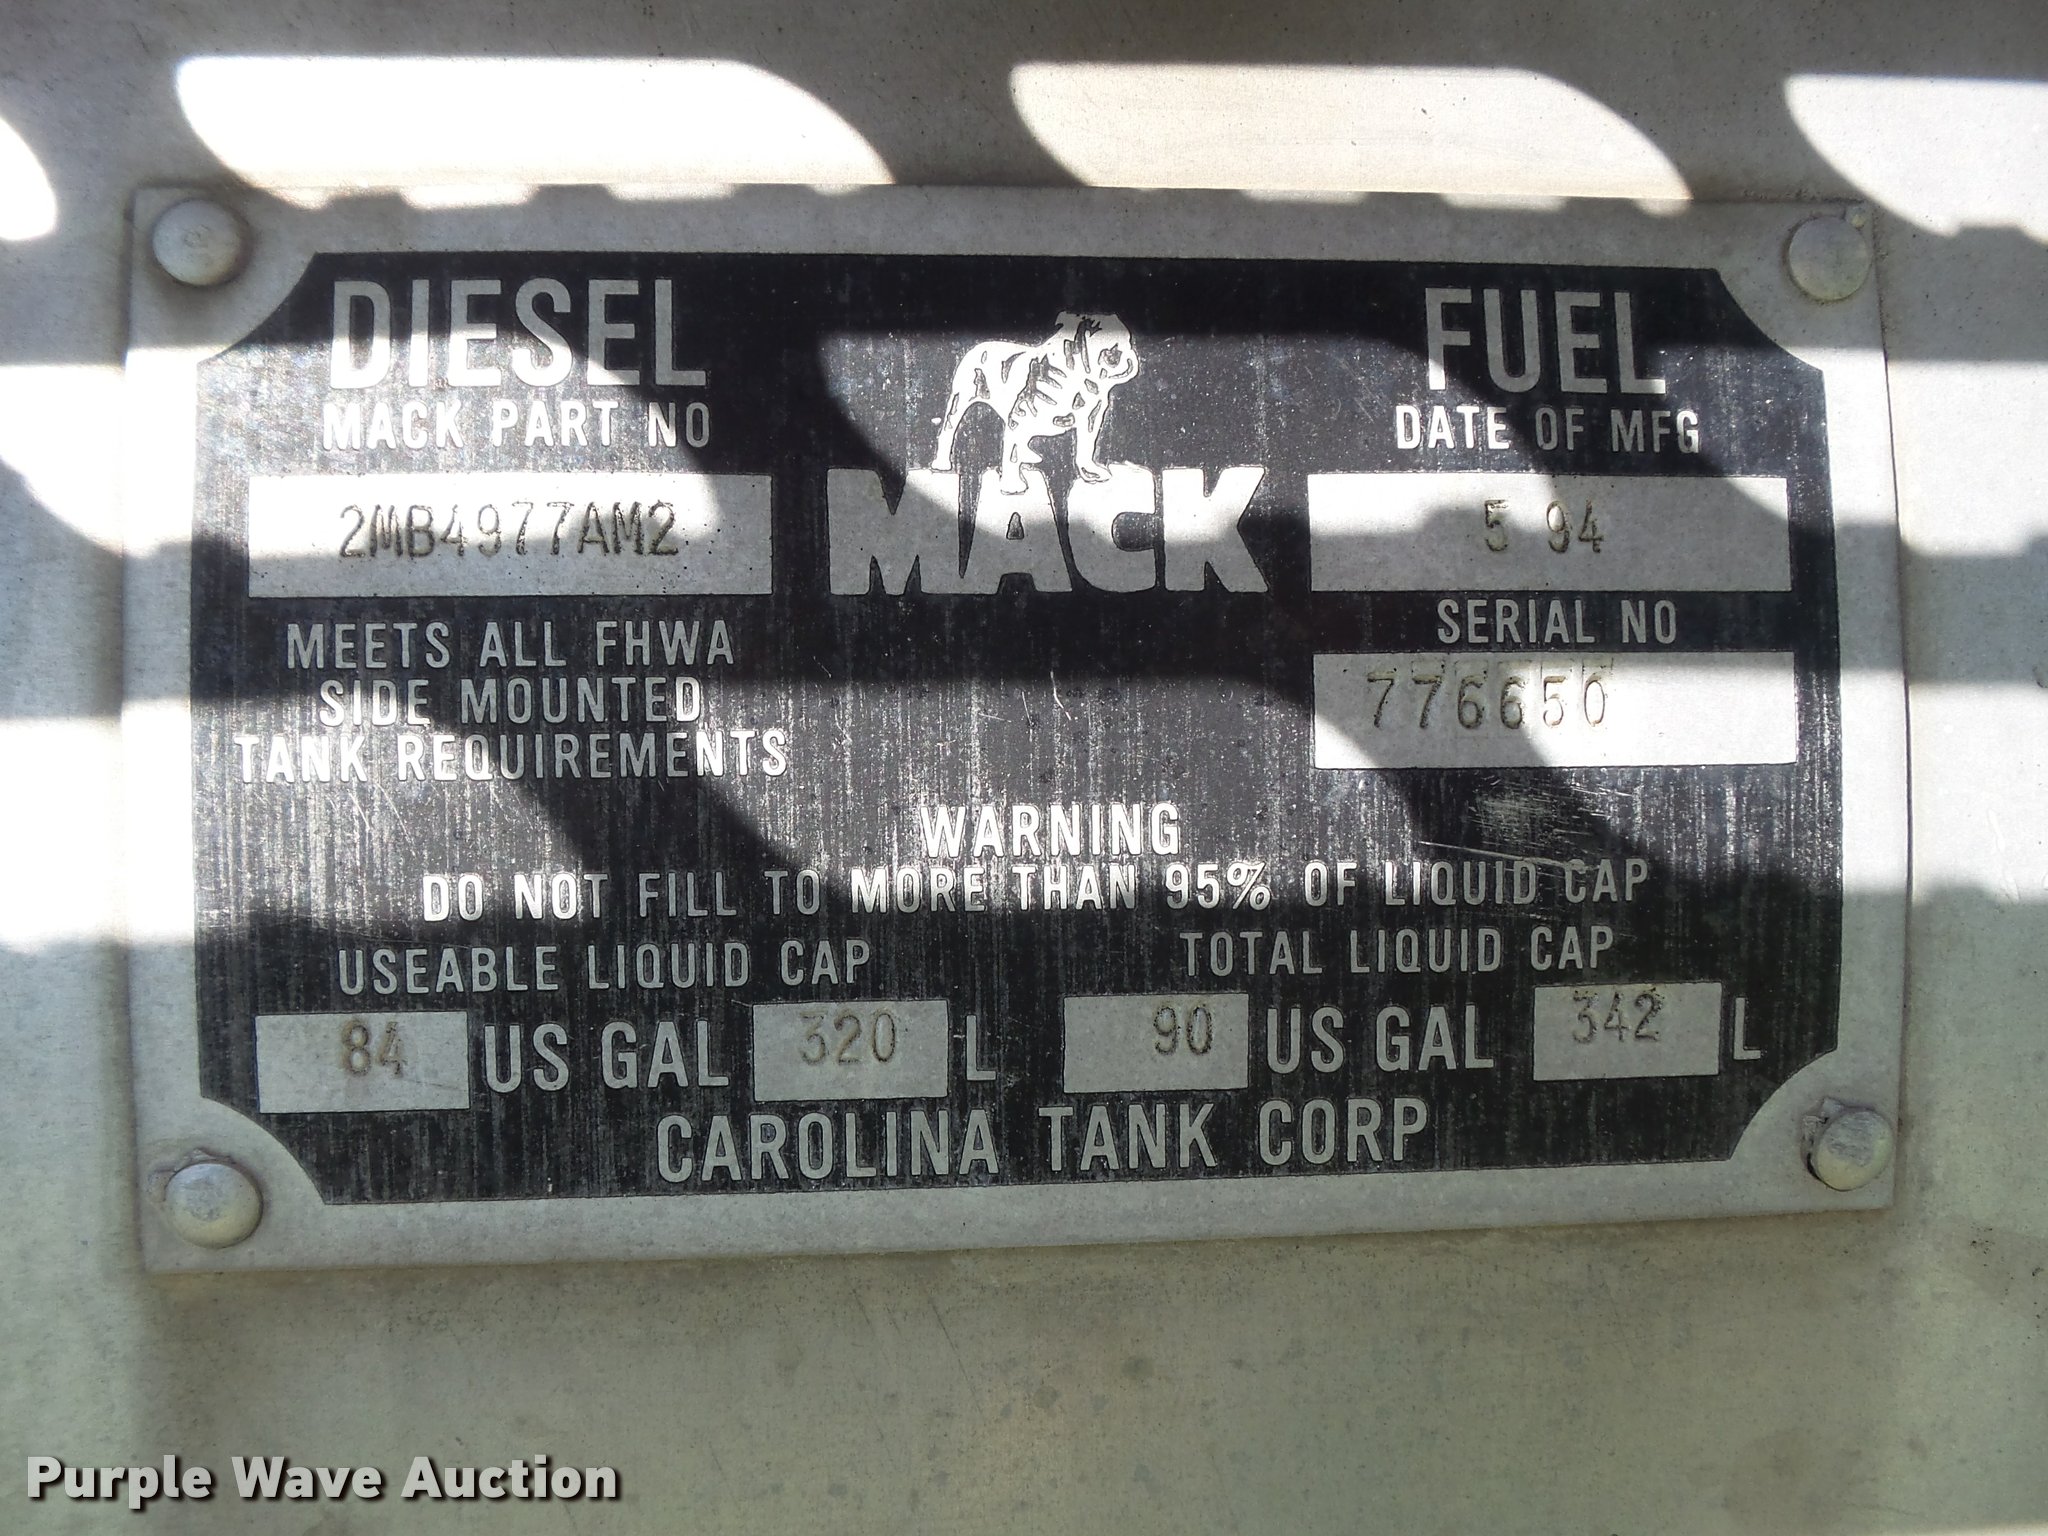 DIESEL
FUEL
MACK PART NO
DATE OF MFG
2MB4977AM2
MACK
5 94
SERIAL NO
776650
MEETS ALL FHWA
SIDE MOUNTED
TANK REQUIREMENTS
WARNING
DO NOT FILL TO MORE THAN 95% OF LIQUID CAP
USEABLE LIQUID CAP
TOTAL LIQUID CAP
84 US GAL 320 L 90 US GAL 342 L
CAROLINA TANK CORP
Purple Wave Auction